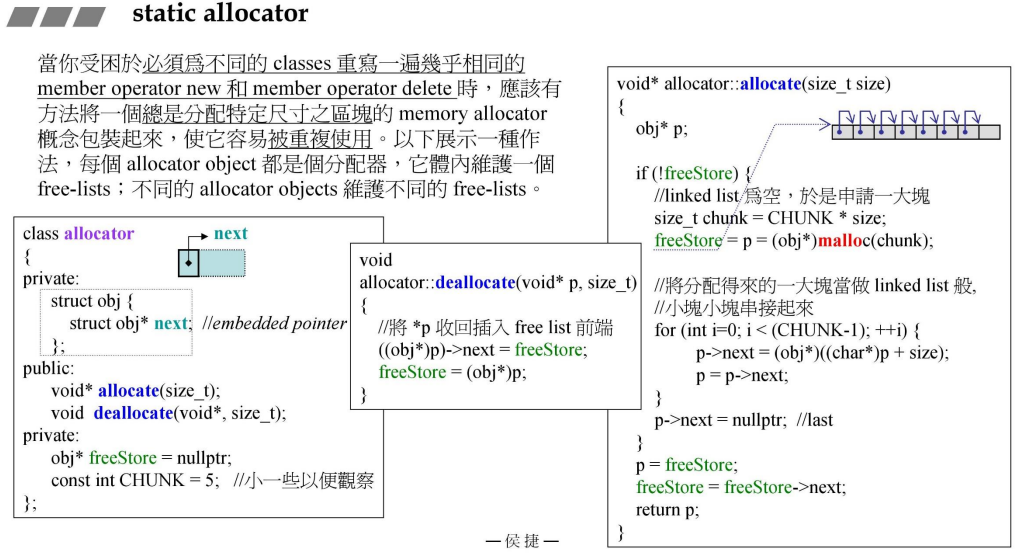 static allocator
當你受困於必須爲不同的 classes 重寫一遍幾乎相同的
member operator new 和 member operator delete 時，應該有
方法將一個總是分配特定尺寸之區塊的 memory allocator
概念包裝起來，使它容易被重複使用。以下展示一種作
法，每個 allocator object 都是個分配器，它體內維護一個
free-lists；不同的 allocator objects 維護不同的 free-lists。
class allocator
next
{
private:
struct obj {
struct obj* next; //embedded pointer
};
public:
void* allocate(size_t);
void deallocate(void*, size_t);
private:
obj* freeStore = nullptr;
const int CHUNK = 5; //小一些以便觀察
};
void
allocator::deallocate(void* p, size_t)
{
//將 *p 收回插入 free list 前端
((obj*)p)->next = freeStore;
freeStore = (obj*)p;
}
void* allocator::allocate(size_t size)
{
obj* p;
if (!freeStore) {
//linked list 爲空，於是申請一大塊
size_t chunk = CHUNK * size;
freeStore = p = (obj*)malloc(chunk);
//將分配得來的一大塊當做 linked list 般,
//小塊小塊串接起來
for (int i=0; i < (CHUNK-1); ++i) {
p->next = (obj*)((char*)p + size);
p = p->next;
}
p->next = nullptr; //last
}
p = freeStore;
freeStore = freeStore->next;
return p;
}
— 侯捷 —